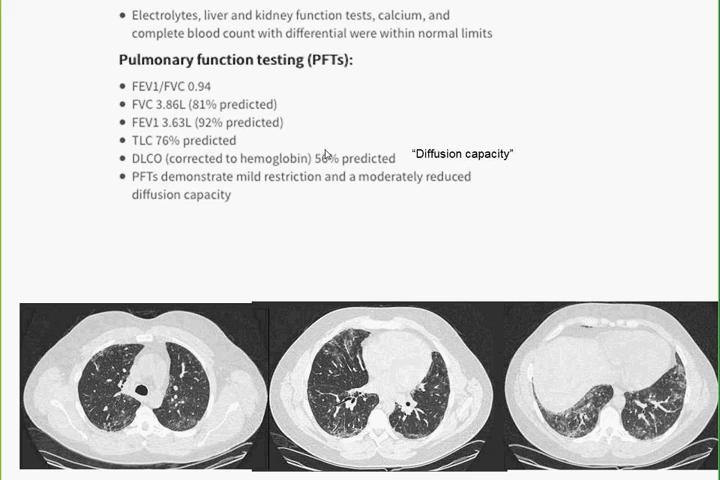 • Electrolytes, liver and kidney function tests, calcium, and
complete blood count with differential were within normal limits
Pulmonary function testing (PFTs):
• FEV1/FVC 0.94
• FVC 3.86L (81% predicted)
• FEV1 3.63L (92% predicted)
• TLC 76% predicted
• DLCO (corrected to hemoglobin) 56% predicted
“Diffusion capacity”
• PFTs demonstrate mild restriction and a moderately reduced
diffusion capacity